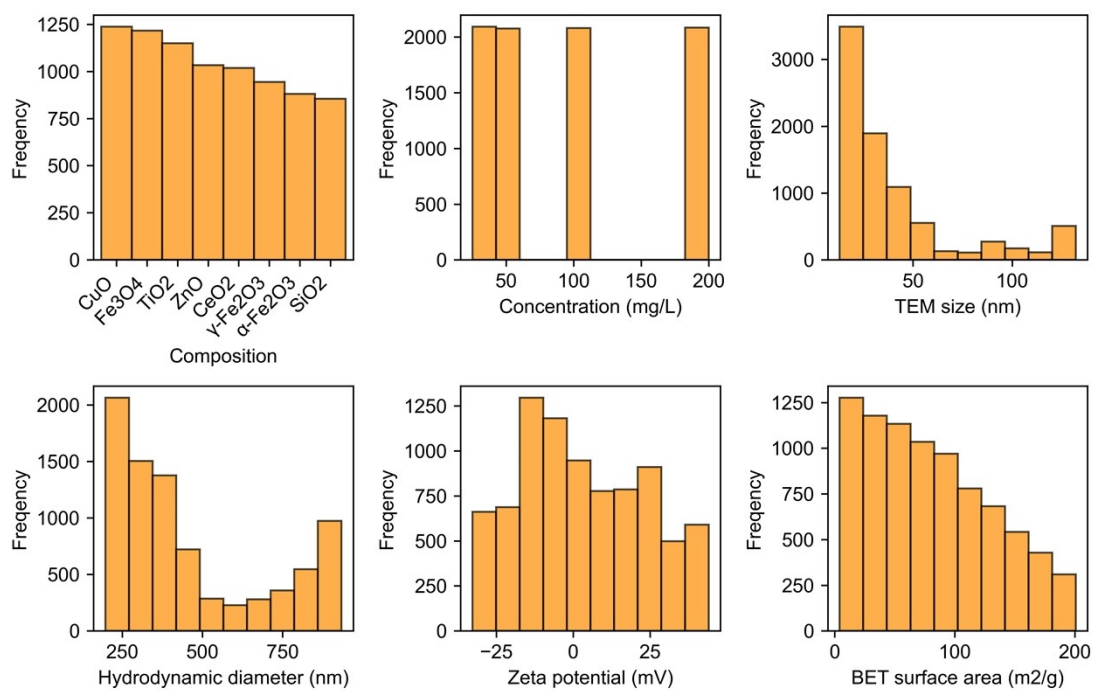 1250
1000
750
500
250
0
Freqency
CuO
Fe3O4
TiO2
ZnO
CeO2
γ-Fe2O3
α-Fe2O3
SiO2
Composition
2000
1500
1000
500
0
Freqency
50 100 150 200
Concentration (mg/L)
3000
2000
1000
0
Freqency
50 100
TEM size (nm)
2000
1500
1000
500
0
Freqency
250 500 750
Hydrodynamic diameter (nm)
1250
1000
750
500
250
0
Freqency
−25 0 25
Zeta potential (mV)
1250
1000
750
500
250
0
Freqency
0 100 200
BET surface area (m2/g)